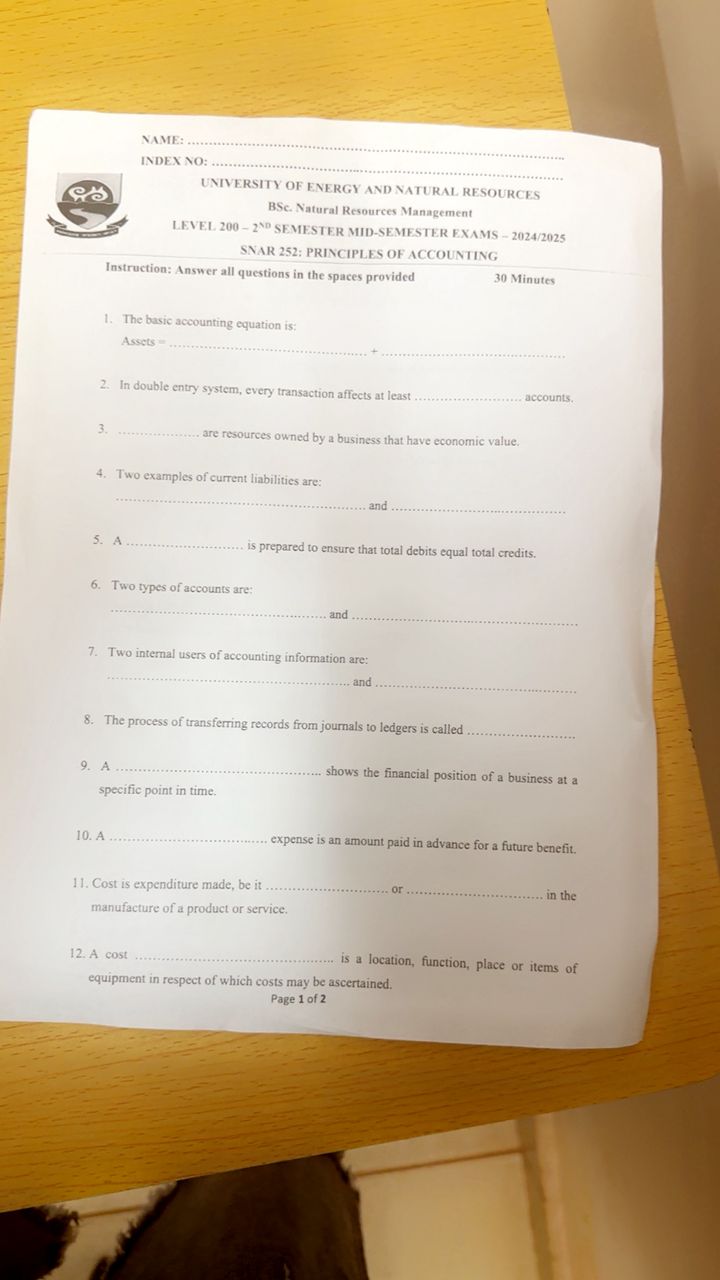 NAME: ........................................................................
INDEX NO: ........................................................................
UNIVERSITY OF ENERGY AND NATURAL RESOURCES
BSc. Natural Resources Management
LEVEL 200 – 2ND SEMESTER MID-SEMESTER EXAMS – 2024/2025
SNAR 252: PRINCIPLES OF ACCOUNTING
Instruction: Answer all questions in the spaces provided 30 Minutes
1. The basic accounting equation is:
Assets = .................................................. + ..................................................
2. In double entry system, every transaction affects at least .......................... accounts.
3. .................... are resources owned by a business that have economic value.
4. Two examples of current liabilities are:
.................................................. and ..................................................
5. A .............................. is prepared to ensure that total debits equal total credits.
6. Two types of accounts are:
.................................................. and ..................................................
7. Two internal users of accounting information are:
.................................................. and ..................................................
8. The process of transferring records from journals to ledgers is called ..........................
9. A .................................................. shows the financial position of a business at a
specific point in time.
10. A ........................................ expense is an amount paid in advance for a future benefit.
11. Cost is expenditure made, be it .............................. or .................................. in the
manufacture of a product or service.
12. A cost .................................................. is a location, function, place or items of
equipment in respect of which costs may be ascertained.
Page 1 of 2